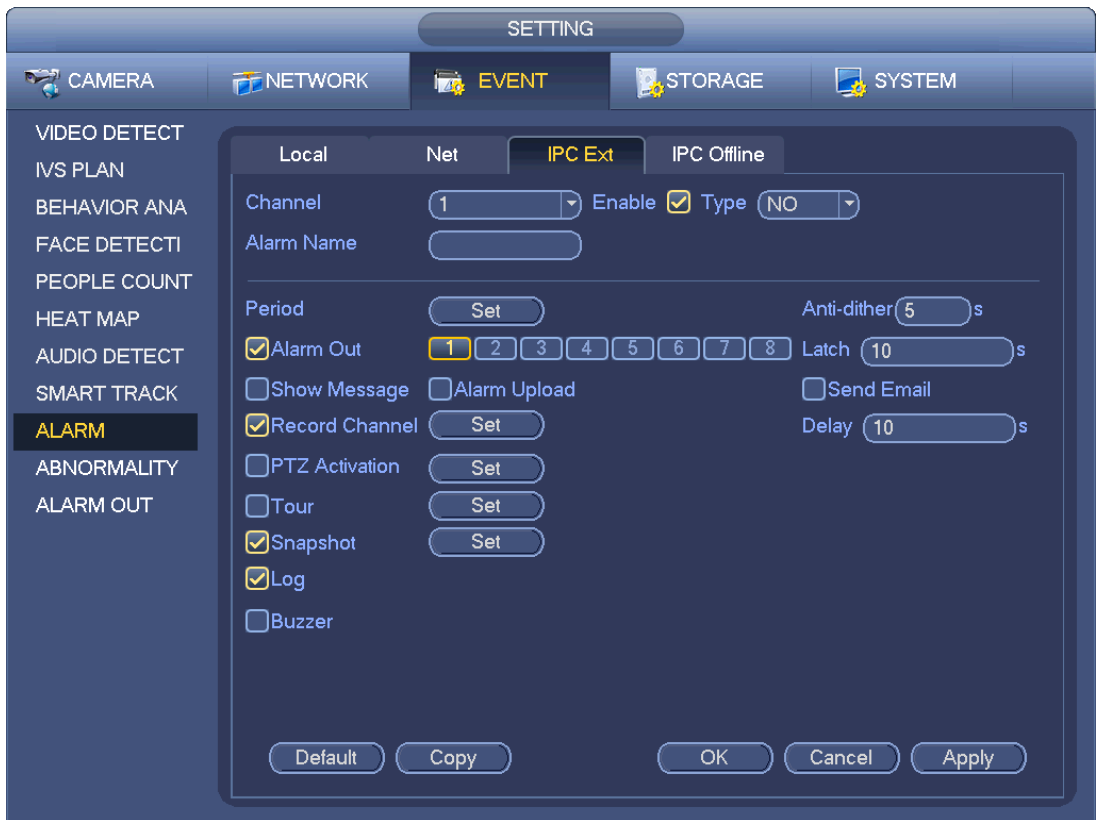 SETTING
CAMERA NETWORK EVENT STORAGE SYSTEM
VIDEO DETECT
IVS PLAN
BEHAVIOR ANA
FACE DETECTI
PEOPLE COUNT
HEAT MAP
AUDIO DETECT
SMART TRACK
ALARM
ABNORMALITY
ALARM OUT
Local Net IPC Ext IPC Offline
Channel 1 Enable Type NO
Alarm Name
Period Set Anti-dither 5 s
Alarm Out 1 2 3 4 5 6 7 8 Latch 10 s
Show Message Alarm Upload Send Email
Record Channel Set Delay 10 s
PTZ Activation Set
Tour Set
Snapshot Set
Log
Buzzer
Default Copy OK Cancel Apply